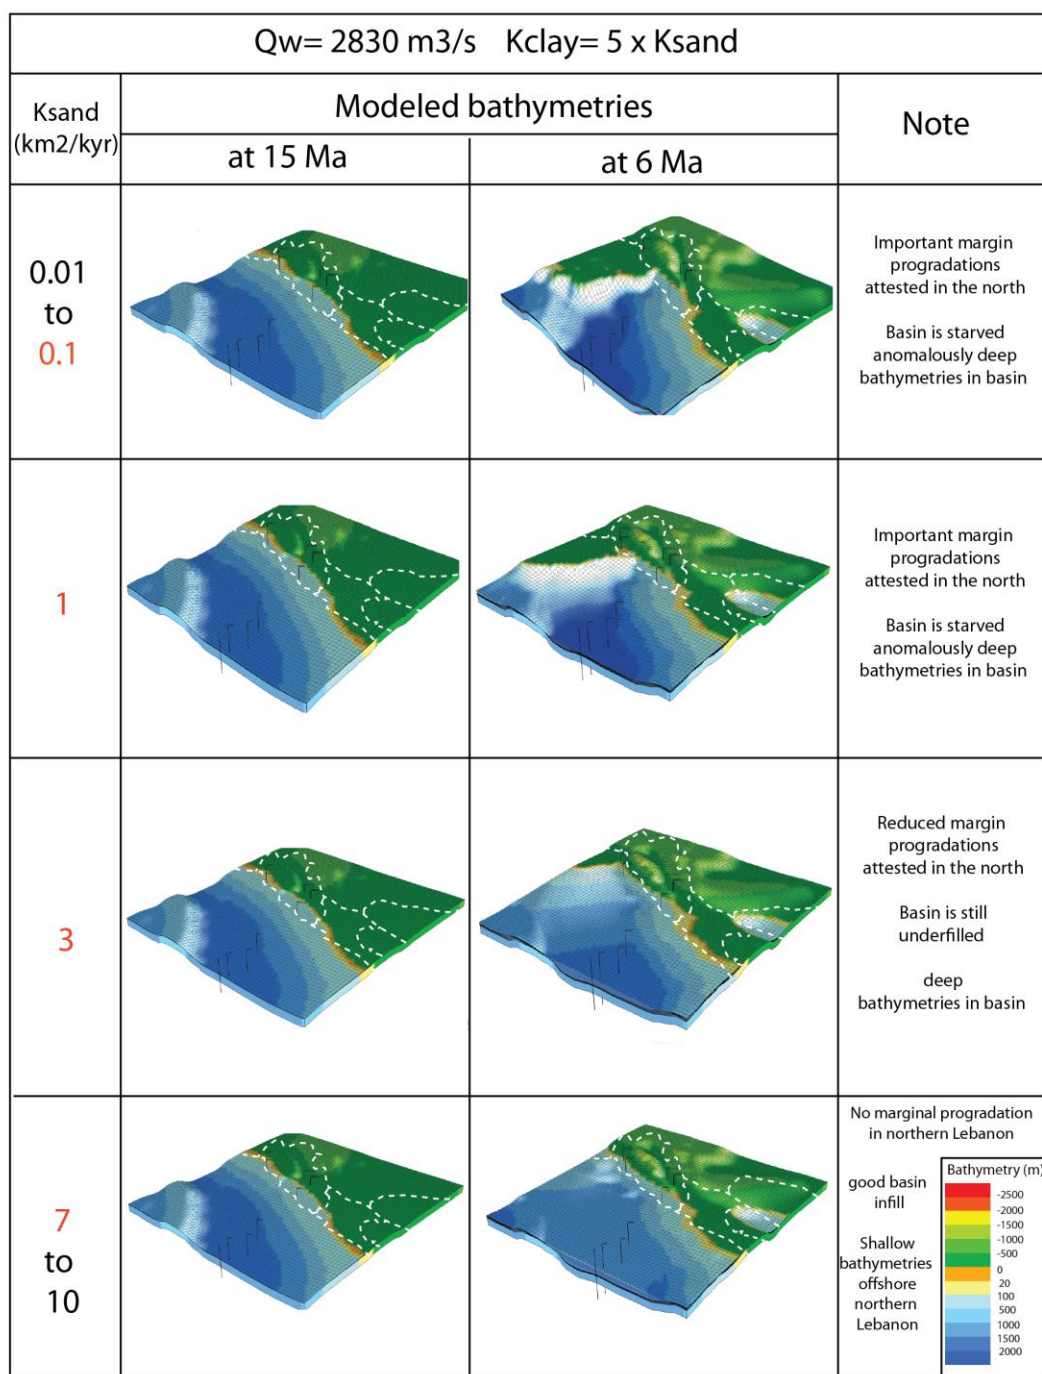 Qw= 2830 m3/s Kclay= 5 x Ksand
Ksand
(km2/kyr)
Modeled bathymetries
Note
at 15 Ma
at 6 Ma
0.01
to
0.1
Important margin
progradations
attested in the north
Basin is starved
anomalously deep
bathymetries in basin
1
Important margin
progradations
attested in the north
Basin is starved
anomalously deep
bathymetries in basin
3
Reduced margin
progradations
attested in the north
Basin is still
underfilled
deep
bathymetries in basin
7
to
10
No marginal progradation
in northern Lebanon
good basin
infill
Shallow
bathymetries
offshore
northern
Lebanon
Bathymetry (m)
-2500
-2000
-1500
-1000
-500
0
20
100
500
1000
1500
2000